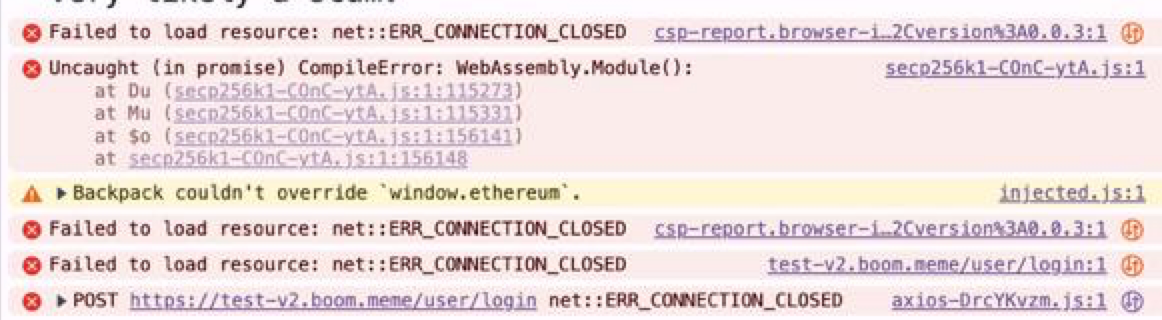 Failed to load resource: net::ERR_CONNECTION_CLOSED csp-report.browser-i…2Cversion%3A0.0.3:1
Uncaught (in promise) CompileError: WebAssembly.Module(): secp256k1-COnC-ytA.js:1
at Du (secp256k1-COnC-ytA.js:1:115273)
at Mu (secp256k1-COnC-ytA.js:1:115331)
at $o (secp256k1-COnC-ytA.js:1:156141)
at secp256k1-COnC-ytA.js:1:156148
Backpack couldn't override `window.ethereum`. injected.js:1
Failed to load resource: net::ERR_CONNECTION_CLOSED csp-report.browser-i…2Cversion%3A0.0.3:1
Failed to load resource: net::ERR_CONNECTION_CLOSED test-v2.boom.meme/user/login:1
POST https://test-v2.boom.meme/user/login net::ERR_CONNECTION_CLOSED axios-DrcYKvzm.js:1